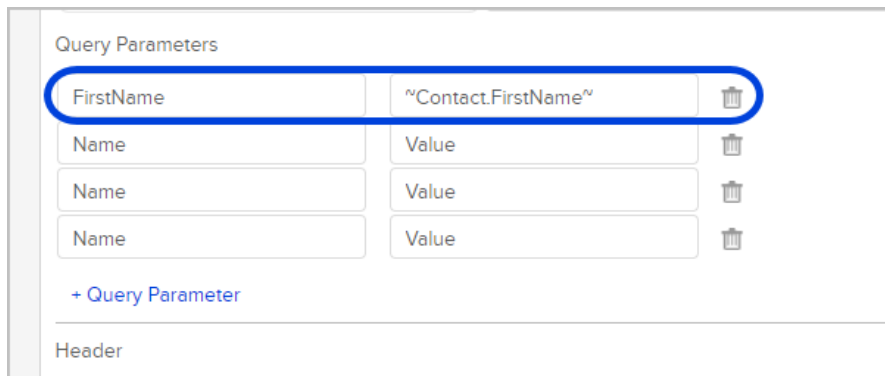 Query Parameters
FirstName ~Contact.FirstName~
Name Value
Name Value
Name Value
+ Query Parameter
Header